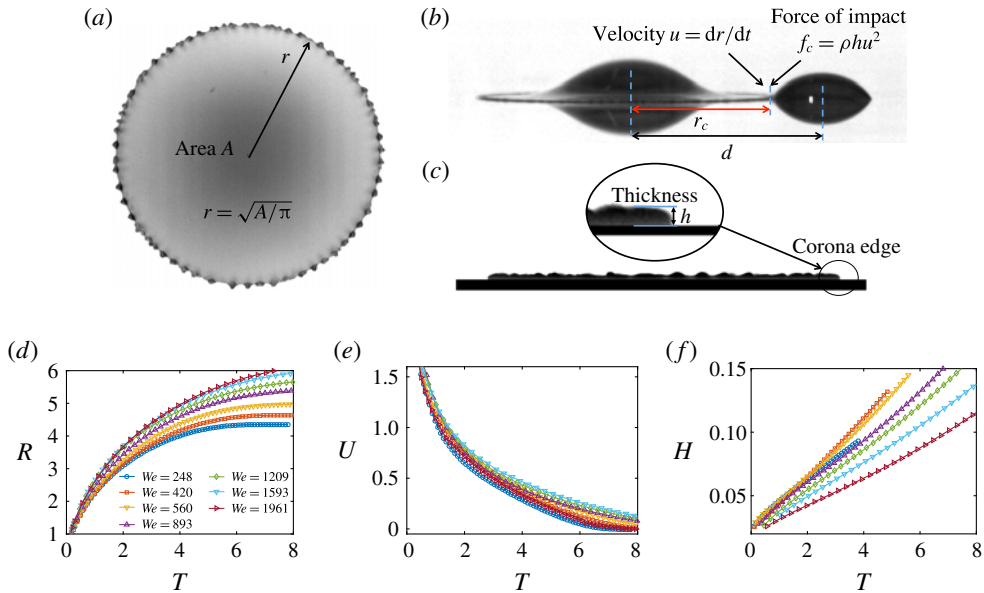 (a)
r
Area A
r = √A/π
(b)
Velocity u = dr/dt
Force of impact
f_c = ρhu²
r_c
d
(c)
Thickness
h
Corona edge
(d)
R
6
5
4
3
2
1
We = 248
We = 420
We = 560
We = 893
We = 1209
We = 1593
We = 1961
0 2 4 6 8
T
(e)
U
1.5
1.0
0.5
0
0 2 4 6 8
T
(f)
H
0.15
0.10
0.05
0 2 4 6 8
T